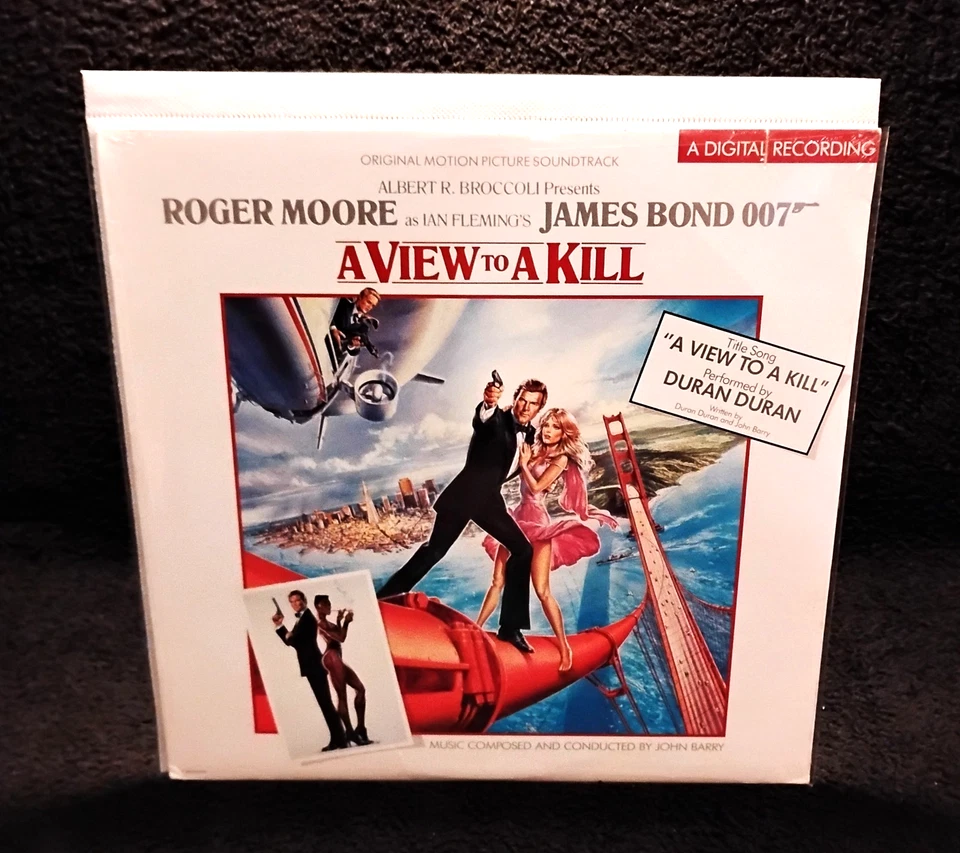 A DIGITAL RECORDING
ORIGINAL MOTION PICTURE SOUNDTRACK
ALBERT R. BROCCOLI Presents
ROGER MOORE as IAN FLEMING'S JAMES BOND 007
A VIEW TO A KILL
Title Song
"A VIEW TO A KILL"
Performed by
DURAN DURAN
Written by
Duran Duran and John Barry
MUSIC COMPOSED AND CONDUCTED BY JOHN BARRY